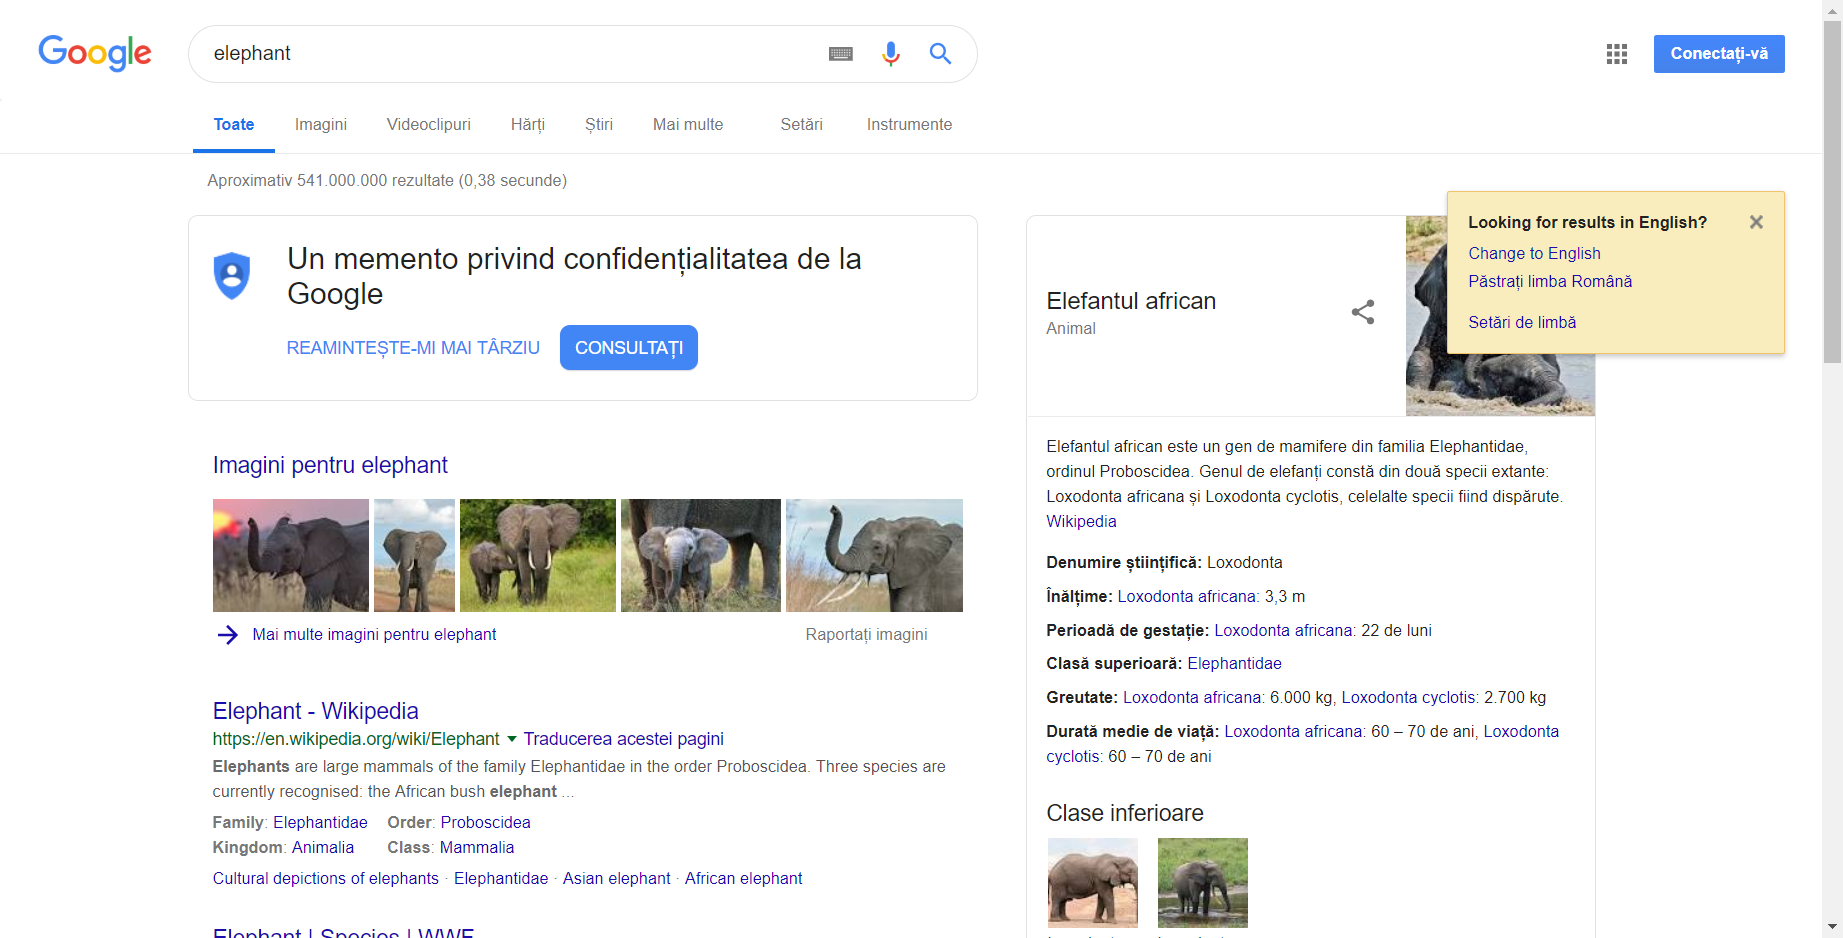 Google
elephant
Conectați-vă
Toate Imagini Videoclipuri Hărți Știri Mai multe Setări Instrumente
Aproximativ 541.000.000 rezultate (0,38 secunde)
Un memento privind confidențialitatea de la
Google
REAMINTEȘTE-MI MAI TÂRZIU CONSULTAȚI
Imagini pentru elephant
Mai multe imagini pentru elephant
Raportați imagini
Elephant - Wikipedia
https://en.wikipedia.org/wiki/Elephant Traducerea acestei pagini
Elephants are large mammals of the family Elephantidae in the order Proboscidea. Three species are
currently recognised: the African bush elephant ...
Family: Elephantidae Order: Proboscidea
Kingdom: Animalia Class: Mammalia
Cultural depictions of elephants · Elephantidae · Asian elephant · African elephant
Elephant | Species | WWF
Looking for results in English?
Change to English
Păstrați limba Română
Setări de limbă
Elefantul african
Animal
Elefantul african este un gen de mamifere din familia Elephantidae,
ordinul Proboscidea. Genul de elefanți constă din două specii extante:
Loxodonta africana și Loxodonta cyclotis, celelalte specii fiind dispărute.
Wikipedia
Denumire științifică: Loxodonta
Înălțime: Loxodonta africana: 3,3 m
Perioadă de gestație: Loxodonta africana: 22 de luni
Clasă superioară: Elephantidae
Greutate: Loxodonta africana: 6.000 kg, Loxodonta cyclotis: 2.700 kg
Durată medie de viață: Loxodonta africana: 60 – 70 de ani, Loxodonta
cyclotis: 60 – 70 de ani
Clase inferioare